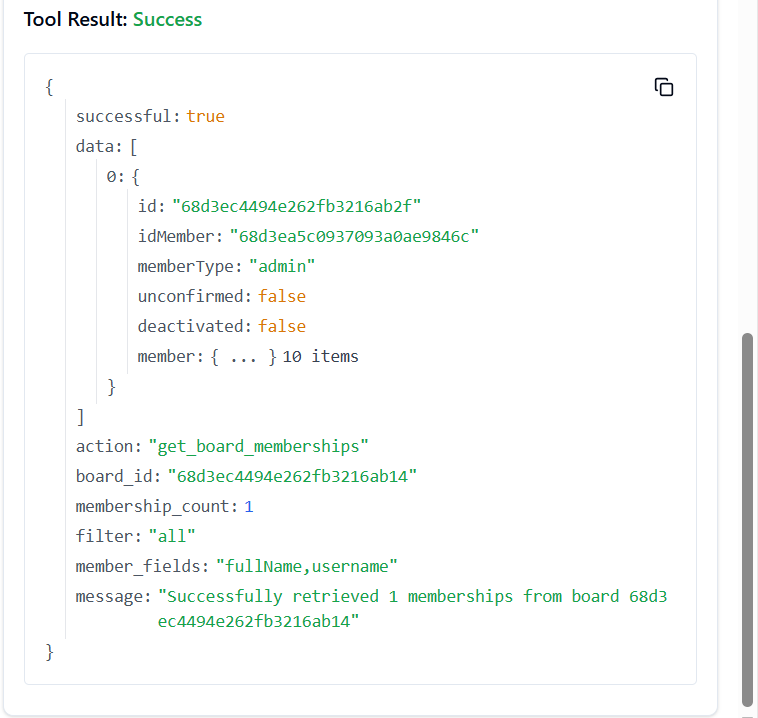 Tool Result: Success
{
successful: true
data: [
0: {
id: "68d3ec4494e262fb3216ab2f"
idMember: "68d3ea5c0937093a0ae9846c"
memberType: "admin"
unconfirmed: false
deactivated: false
member: { ... } 10 items
}
]
action: "get_board_memberships"
board_id: "68d3ec4494e262fb3216ab14"
membership_count: 1
filter: "all"
member_fields: "fullName,username"
message: "Successfully retrieved 1 memberships from board 68d3
ec4494e262fb3216ab14"
}